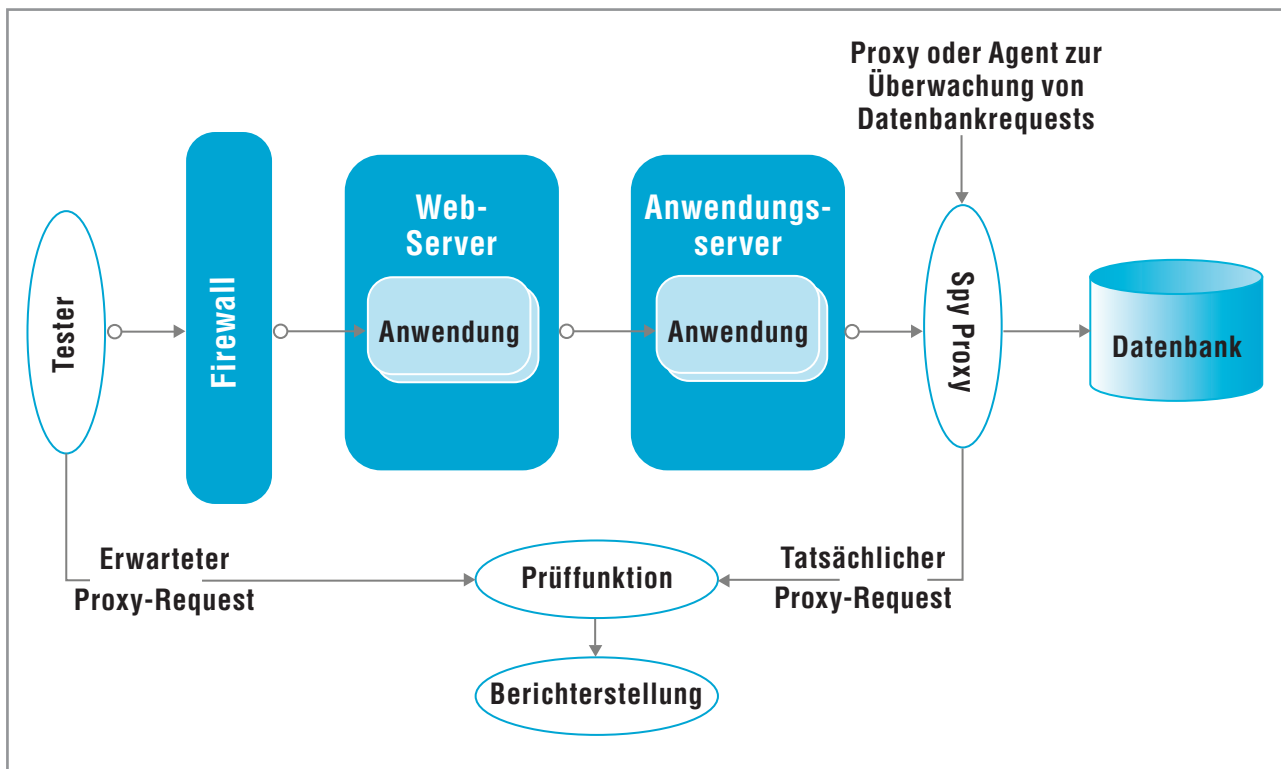 Proxy oder Agent zur
Überwachung von
Datenbankrequests
Tester
Firewall
Web-
Server
Anwendung
Anwendungs-
server
Anwendung
Spy Proxy
Datenbank
Erwarteter
Proxy-Request
Prüffunktion
Tatsächlicher
Proxy-Request
Berichterstellung